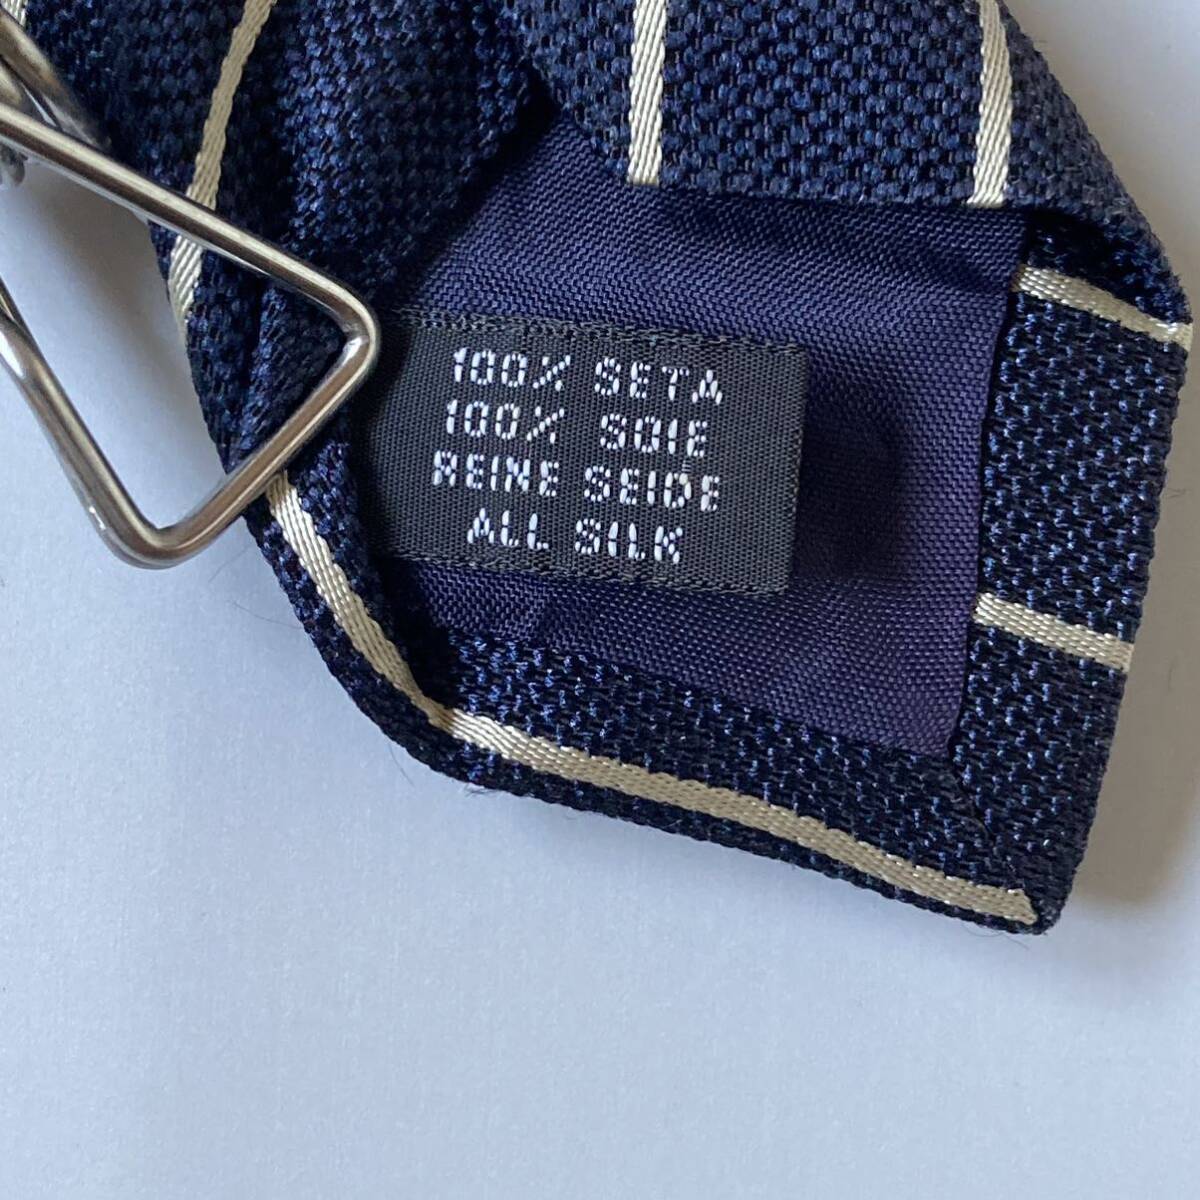 100% SETA
100% SOIE
REINE SEIDE
ALL SILK